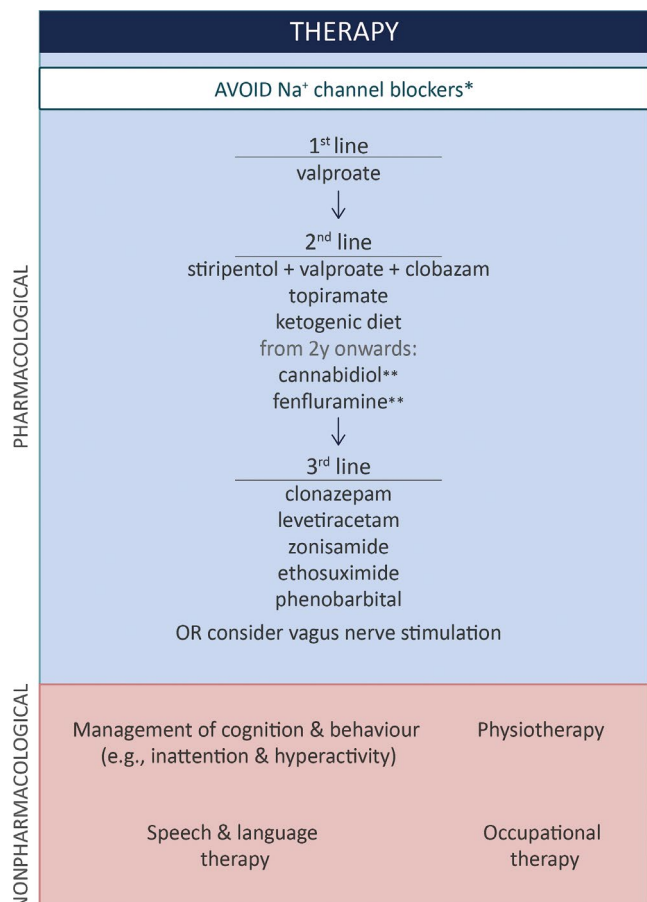 THERAPY
AVOID Na⁺ channel blockers*
PHARMACOLOGICAL
1ˢᵗ line
valproate
2ⁿᵈ line
stiripentol + valproate + clobazam
topiramate
ketogenic diet
from 2y onwards:
cannabidiol**
fenfluramine**
3ʳᵈ line
clonazepam
levetiracetam
zonisamide
ethosuximide
phenobarbital
OR consider vagus nerve stimulation
NONPHARMACOLOGICAL
Management of cognition & behaviour
(e.g., inattention & hyperactivity)
Physiotherapy
Speech & language
therapy
Occupational
therapy